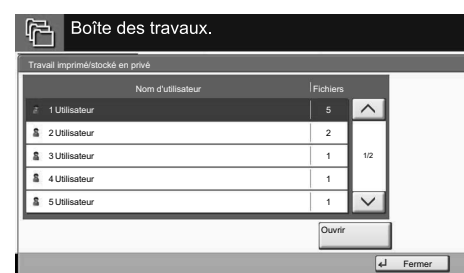 Boîte des travaux.
Travail imprimé/stocké en privé
Nom d'utilisateur Fichiers
1 Utilisateur 5
2 Utilisateur 2
3 Utilisateur 1
1/2
4 Utilisateur 1
5 Utilisateur 1
Ouvrir
Fermer